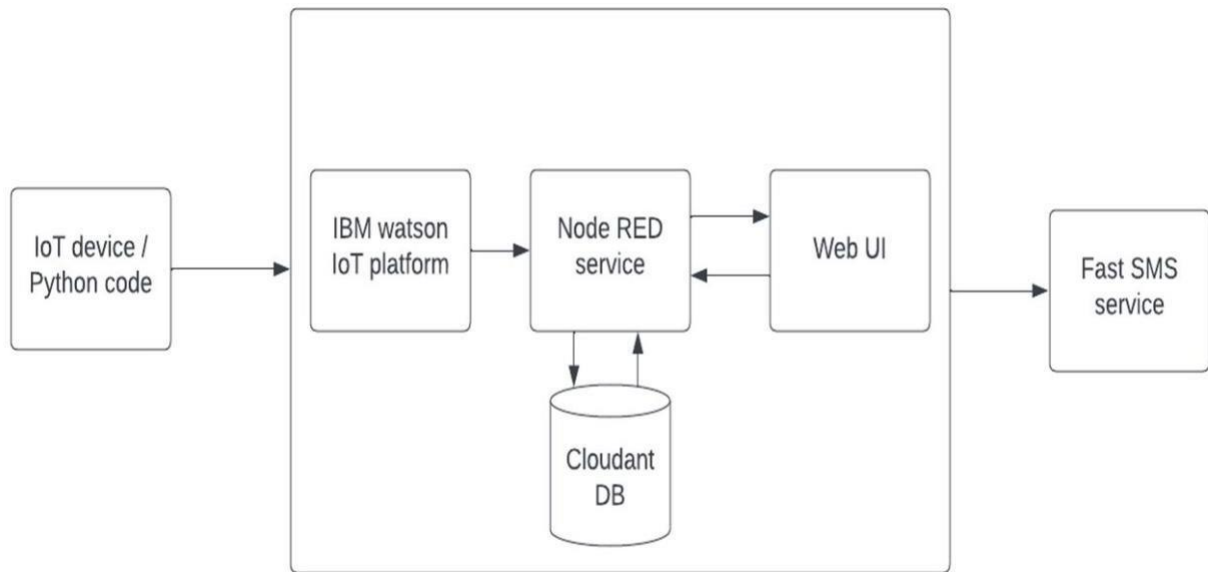 IoT device /
Python code
IBM watson
IoT platform
Node RED
service
Web UI
Fast SMS
service
Cloudant
DB